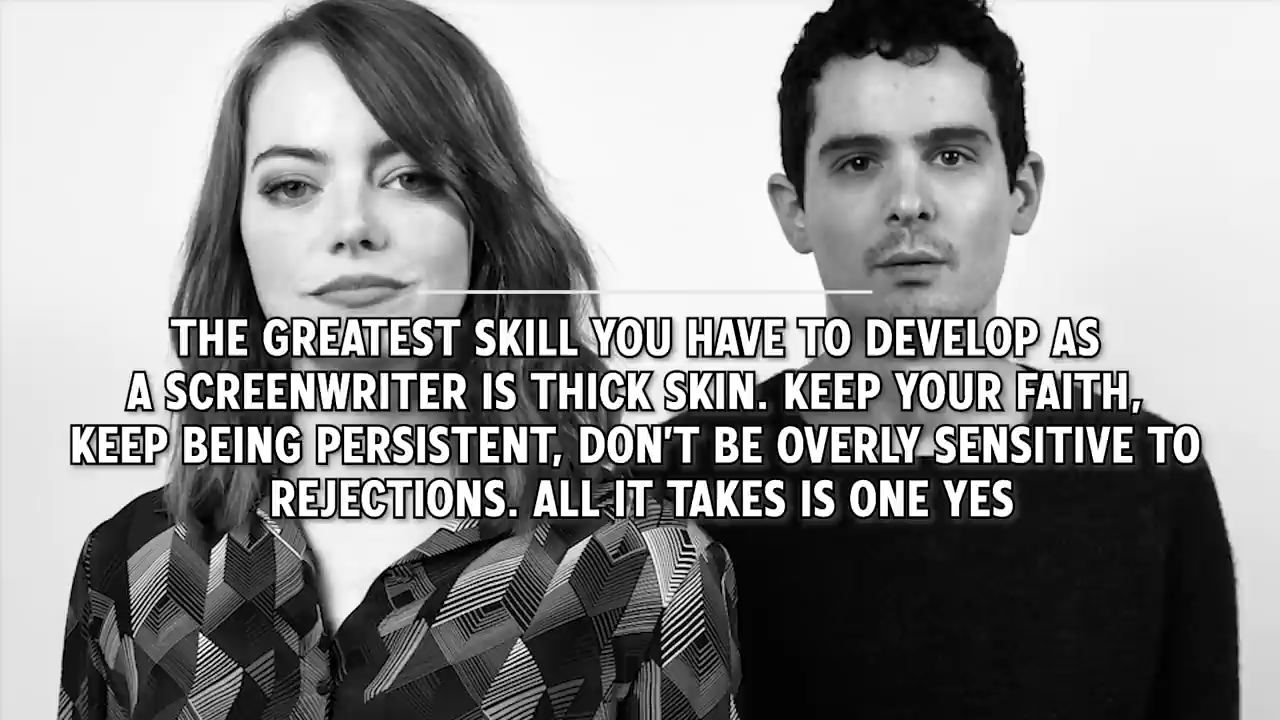 THE GREATEST SKILL YOU HAVE TO DEVELOP AS
A SCREENWRITER IS THICK SKIN. KEEP YOUR FAITH,
KEEP BEING PERSISTENT, DON'T BE OVERLY SENSITIVE TO
REJECTIONS. ALL IT TAKES IS ONE YES